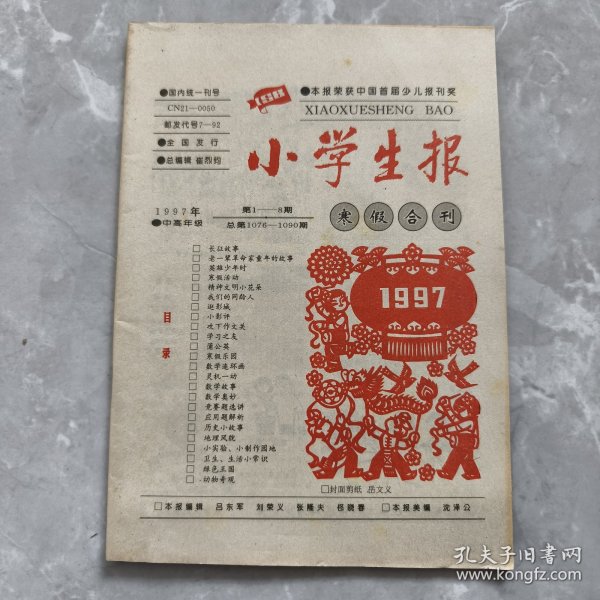 ●国内统一刊号
CN21—0050
邮发代号7—92
●全国发行
●总编辑 崔烈钧
●本报荣获中国首届少儿报刊奖
XIAOXUESHENG BAO
小学生报
1997年
●中高年级
第1——8期
总第1076—1090期
寒假合刊
目录
□ 长征故事
□ 老一辈革命家童年的故事
□ 英雄少年时
□ 寒假活动
□ 精神文明小花朵
□ 我们的同龄人
□ 逛影城
□ 小影评
□ 攻下作文关
□ 学习之友
□ 蒲公英
□ 寒假乐园
□ 数学连环画
□ 灵机一动
□ 数学故事
□ 数学奥妙
□ 竞赛题选讲
□ 应用题解析
□ 历史小故事
□ 地理风貌
□ 小实验、小制作园地
□ 卫生、生活小常识
□ 绿色王国
□ 动物奇观
1997
□封面剪纸 岳文义
□本报编辑 吕东军 刘荣义 张隆夫 佟晓春 □本报美编 沈泽公
孔夫子旧书网
www.kongfz.com